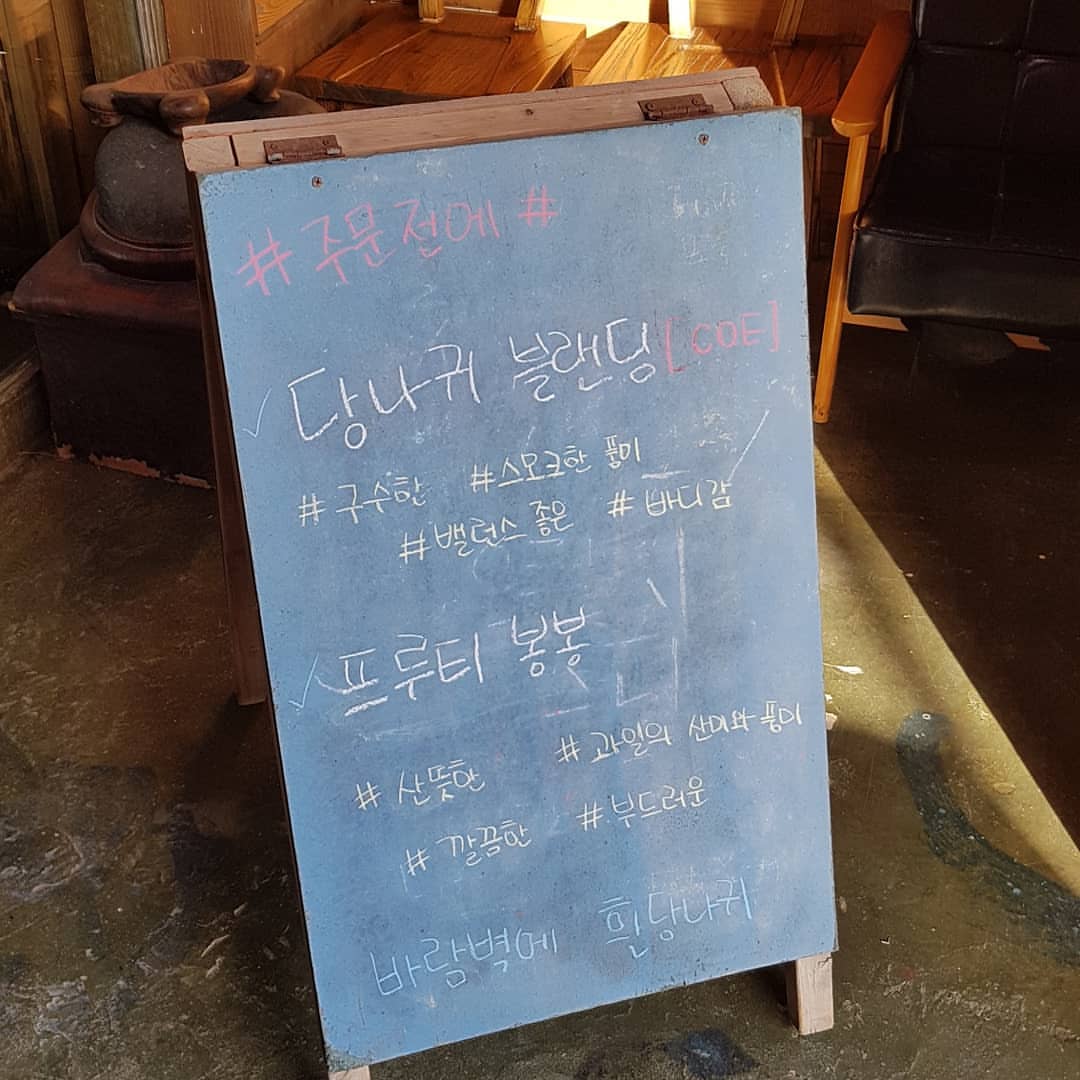 #주문전에#
당나귀 블랜딩[COE]
#구수한 #스모크한 풍미
#밸런스 좋은 #바디감
프루티 봉봉
#산뜻한 #과일의 산미와 풍미
#깔끔한 #부드러운
바람벽에 흰당나귀